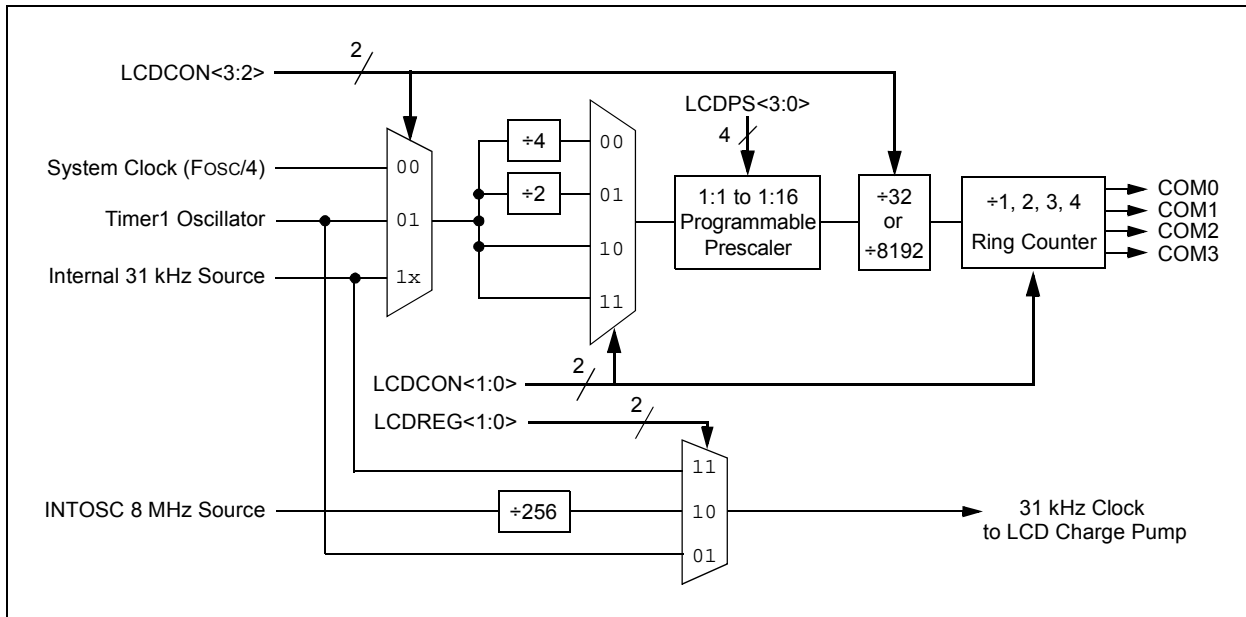 LCDCON<3:2>
2
System Clock (FOSC/4)
Timer1 Oscillator
Internal 31 kHz Source
00
01
1x
÷4
÷2
00
01
10
11
LCDPS<3:0>
4
1:1 to 1:16
Programmable
Prescaler
÷32
or
÷8192
÷1, 2, 3, 4
Ring Counter
COM0
COM1
COM2
COM3
LCDCON<1:0>
2
LCDREG<1:0>
2
INTOSC 8 MHz Source
÷256
11
10
01
31 kHz Clock
to LCD Charge Pump